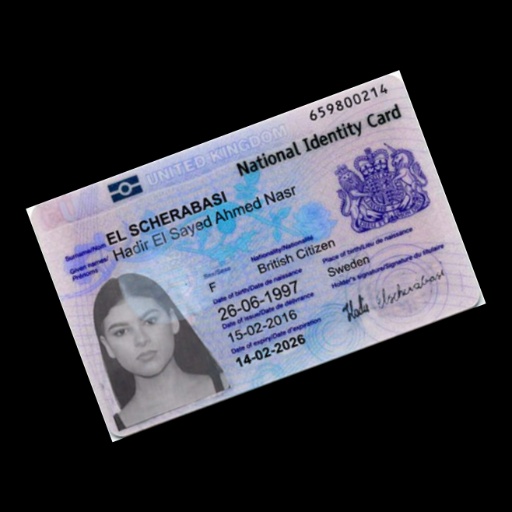 659800214
UNITED KINGDOM
National Identity Card
Surname/Nom
EL SCHERABASI
Given names/
Prénoms
Hadir El Sayed Ahmed Nasr
Sex/Sexe
F
Nationality/Nationalité
British Citizen
Date of birth/Date de naissance
26-06-1997
Place of birth/Lieu de naissance
Sweden
Date of issue/Date de délivrance
15-02-2016
Holder's signature/Signature du titulaire
Date of expiry/Date d'expiration
14-02-2026